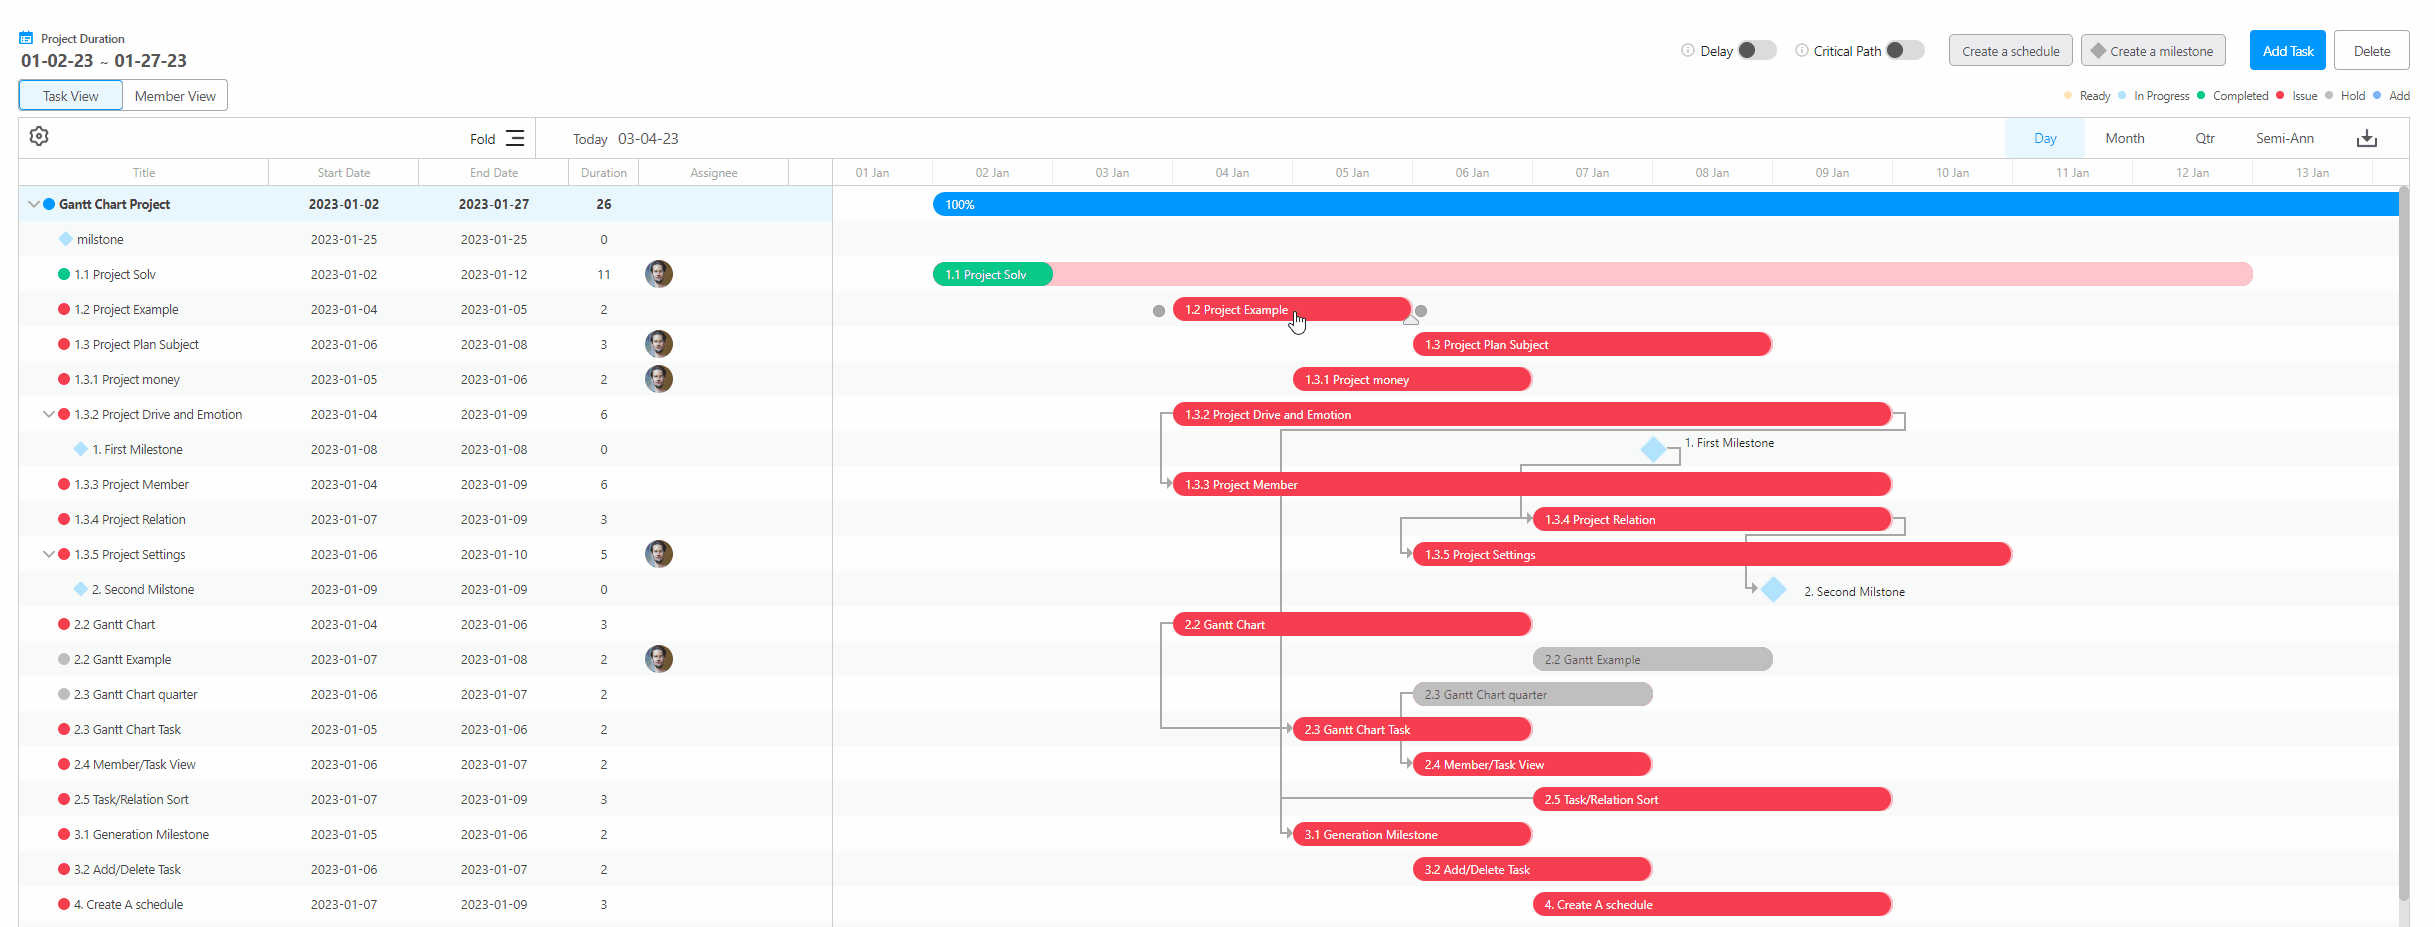 Project Duration
01-02-23 ~ 01-27-23
Delay Critical Path Create a schedule Create a milestone Add Task Delete
Task View Member View
Ready In Progress Completed Issue Hold Add
Fold Today 03-04-23 Day Month Qtr Semi-Ann
Title Start Date End Date Duration Assignee 01 Jan 02 Jan 03 Jan 04 Jan 05 Jan 06 Jan 07 Jan 08 Jan 09 Jan 10 Jan 11 Jan 12 Jan 13 Jan
Gantt Chart Project 2023-01-02 2023-01-27 26 100%
milstone 2023-01-25 2023-01-25 0
1.1 Project Solv 2023-01-02 2023-01-12 11 1.1 Project Solv
1.2 Project Example 2023-01-04 2023-01-05 2 1.2 Project Example
1.3 Project Plan Subject 2023-01-06 2023-01-08 3 1.3 Project Plan Subject
1.3.1 Project money 2023-01-05 2023-01-06 2 1.3.1 Project money
1.3.2 Project Drive and Emotion 2023-01-04 2023-01-09 6 1.3.2 Project Drive and Emotion
1. First Milestone 2023-01-08 2023-01-08 0 1. First Milestone
1.3.3 Project Member 2023-01-04 2023-01-09 6 1.3.3 Project Member
1.3.4 Project Relation 2023-01-07 2023-01-09 3 1.3.4 Project Relation
1.3.5 Project Settings 2023-01-06 2023-01-10 5 1.3.5 Project Settings
2. Second Milstone 2023-01-09 2023-01-09 0 2. Second Milstone
2.2 Gantt Chart 2023-01-04 2023-01-06 3 2.2 Gantt Chart
2.2 Gantt Example 2023-01-07 2023-01-08 2 2.2 Gantt Example
2.3 Gantt Chart quarter 2023-01-06 2023-01-07 2 2.3 Gantt Chart quarter
2.3 Gantt Chart Task 2023-01-05 2023-01-06 2 2.3 Gantt Chart Task
2.4 Member/Task View 2023-01-06 2023-01-07 2 2.4 Member/Task View
2.5 Task/Relation Sort 2023-01-07 2023-01-09 3 2.5 Task/Relation Sort
3.1 Generation Milestone 2023-01-05 2023-01-06 2 3.1 Generation Milestone
3.2 Add/Delete Task 2023-01-06 2023-01-07 2 3.2 Add/Delete Task
4. Create A schedule 2023-01-07 2023-01-09 3 4. Create A schedule